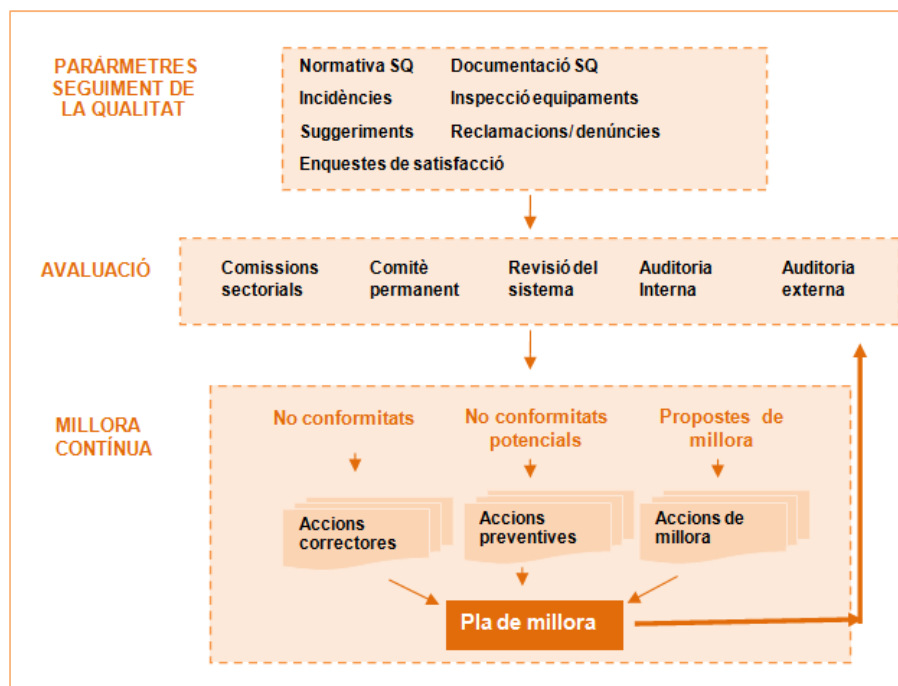 PARÀRMETRES
SEGUIMENT DE
LA QUALITAT
Normativa SQ Documentació SQ
Incidències Inspecció equipaments
Suggeriments Reclamacions/ denúncies
Enquestes de satisfacció
AVALUACIÓ
Comissions
sectorials
Comitè
permanent
Revisió del
sistema
Auditoria
Interna
Auditoria
externa
MILLORA
CONTÍNUA
No conformitats
No conformitats
potencials
Propostes de
millora
Accions
correctores
Accions
preventives
Accions de
millora
Pla de millora